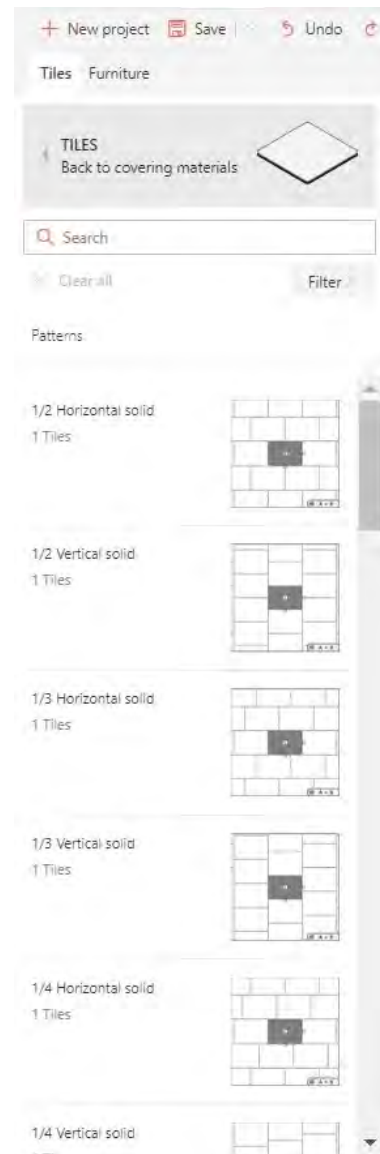 New project Save Undo
Tiles Furniture
TILES
Back to covering materials
Search
Clear all Filter
Patterns
1/2 Horizontal solid
1 Tiles
1/2 Vertical solid
1 Tiles
1/3 Horizontal solid
1 Tiles
1/3 Vertical solid
1 Tiles
1/4 Horizontal solid
1 Tiles
1/4 Vertical solid